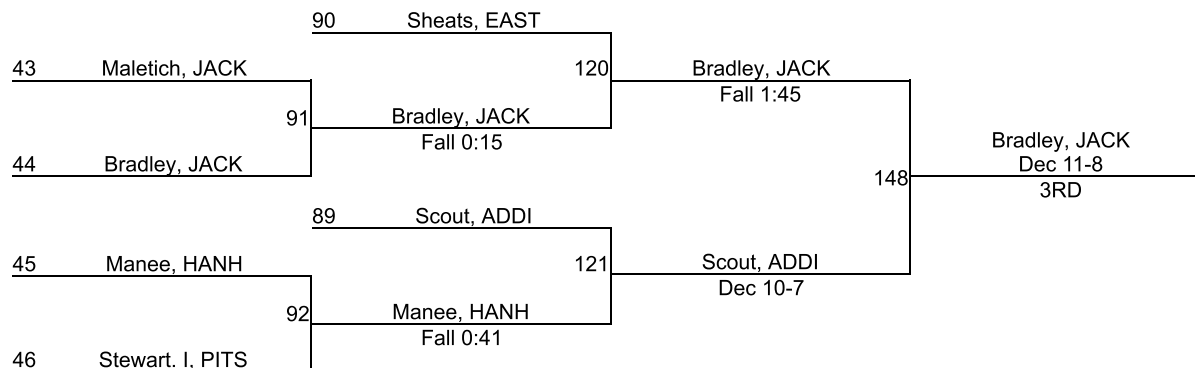 90 Sheats, EAST
43 Maletich, JACK
120 Bradley, JACK
Fall 1:45
91 Bradley, JACK
Fall 0:15
44 Bradley, JACK
148 Bradley, JACK
Dec 11-8
3RD
89 Scout, ADDI
45 Manee, HANH
121 Scout, ADDI
Dec 10-7
92 Manee, HANH
Fall 0:41
46 Stewart. I, PITS